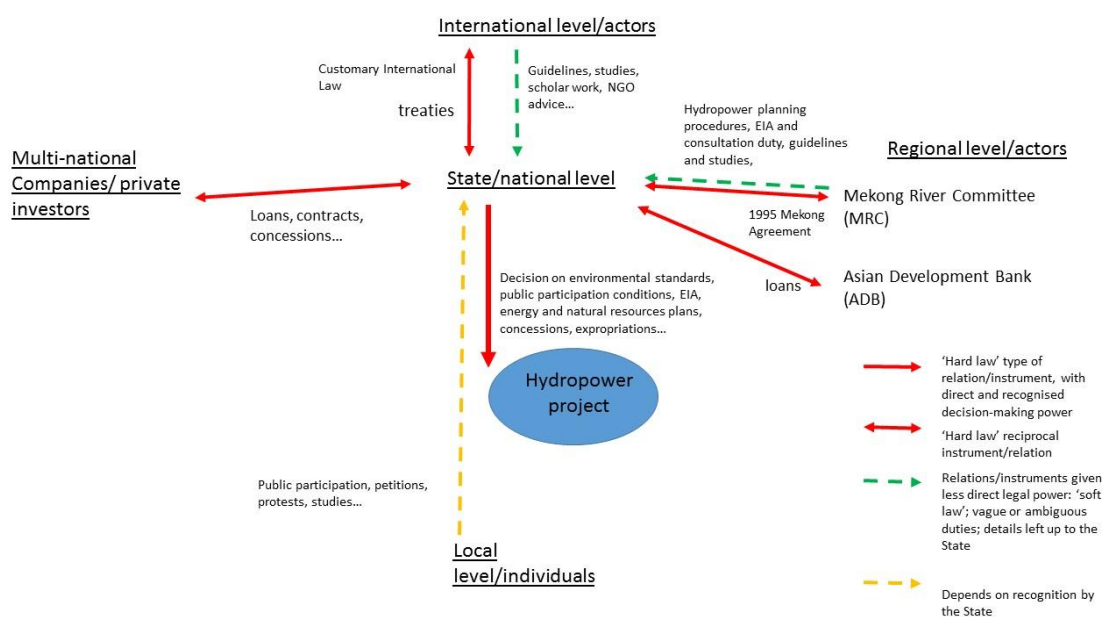 International level/actors
Customary International
Law
treaties
Guidelines, studies,
scholar work, NGO
advice…
Hydropower planning
procedures, EIA and
consultation duty, guidelines
and studies,
Regional level/actors
Multi-national
Companies/ private
investors
State/national level
Mekong River Committee
(MRC)
1995 Mekong
Agreement
Loans, contracts,
concessions…
Asian Development Bank
(ADB)
loans
Decision on environmental standards,
public participation conditions, EIA,
energy and natural resources plans,
concessions, expropriations…
Hydropower
project
Public participation, petitions,
protests, studies…
Local
level/individuals
‘Hard law’ type of
relation/instrument, with
direct and recognised
decision-making power
‘Hard law’ reciprocal
instrument/relation
Relations/instruments given
less direct legal power: ‘soft
law’; vague or ambiguous
duties; details left up to the
State
Depends on recognition by
the State